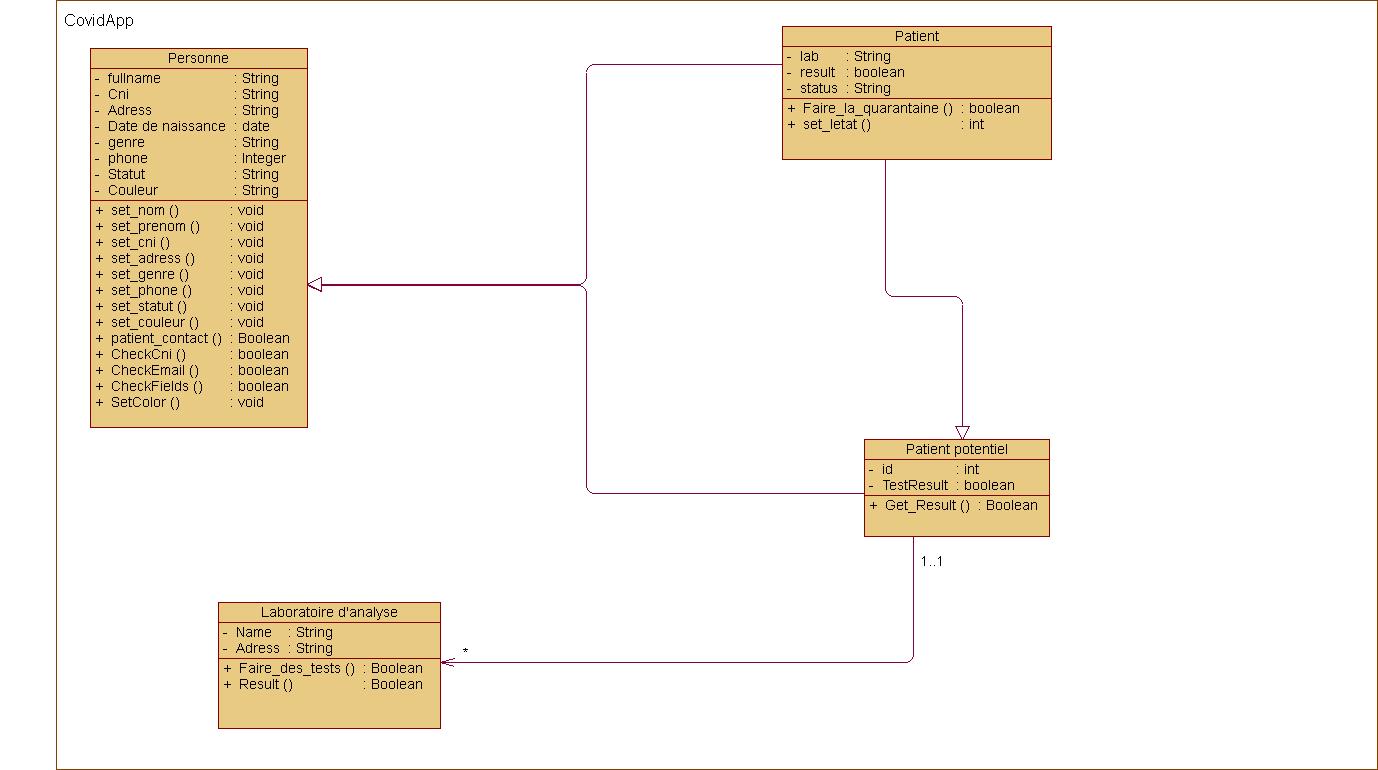 CovidApp
Personne
- fullname : String
- Cni : String
- Adress : String
- Date de naissance : date
- genre : String
- phone : Integer
- Statut : String
- Couleur : String
+ set_nom () : void
+ set_prenom () : void
+ set_cni () : void
+ set_adress () : void
+ set_genre () : void
+ set_phone () : void
+ set_statut () : void
+ set_couleur () : void
+ patient_contact () : Boolean
+ CheckCni () : boolean
+ CheckEmail () : boolean
+ CheckFields () : boolean
+ SetColor () : void
Patient
- lab : String
- result : boolean
- status : String
+ Faire_la_quarantaine () : boolean
+ set_letat () : int
Patient potentiel
- id : int
- TestResult : boolean
+ Get_Result () : Boolean
1..1
*
Laboratoire d'analyse
- Name : String
- Adress : String
+ Faire_des_tests () : Boolean
+ Result () : Boolean